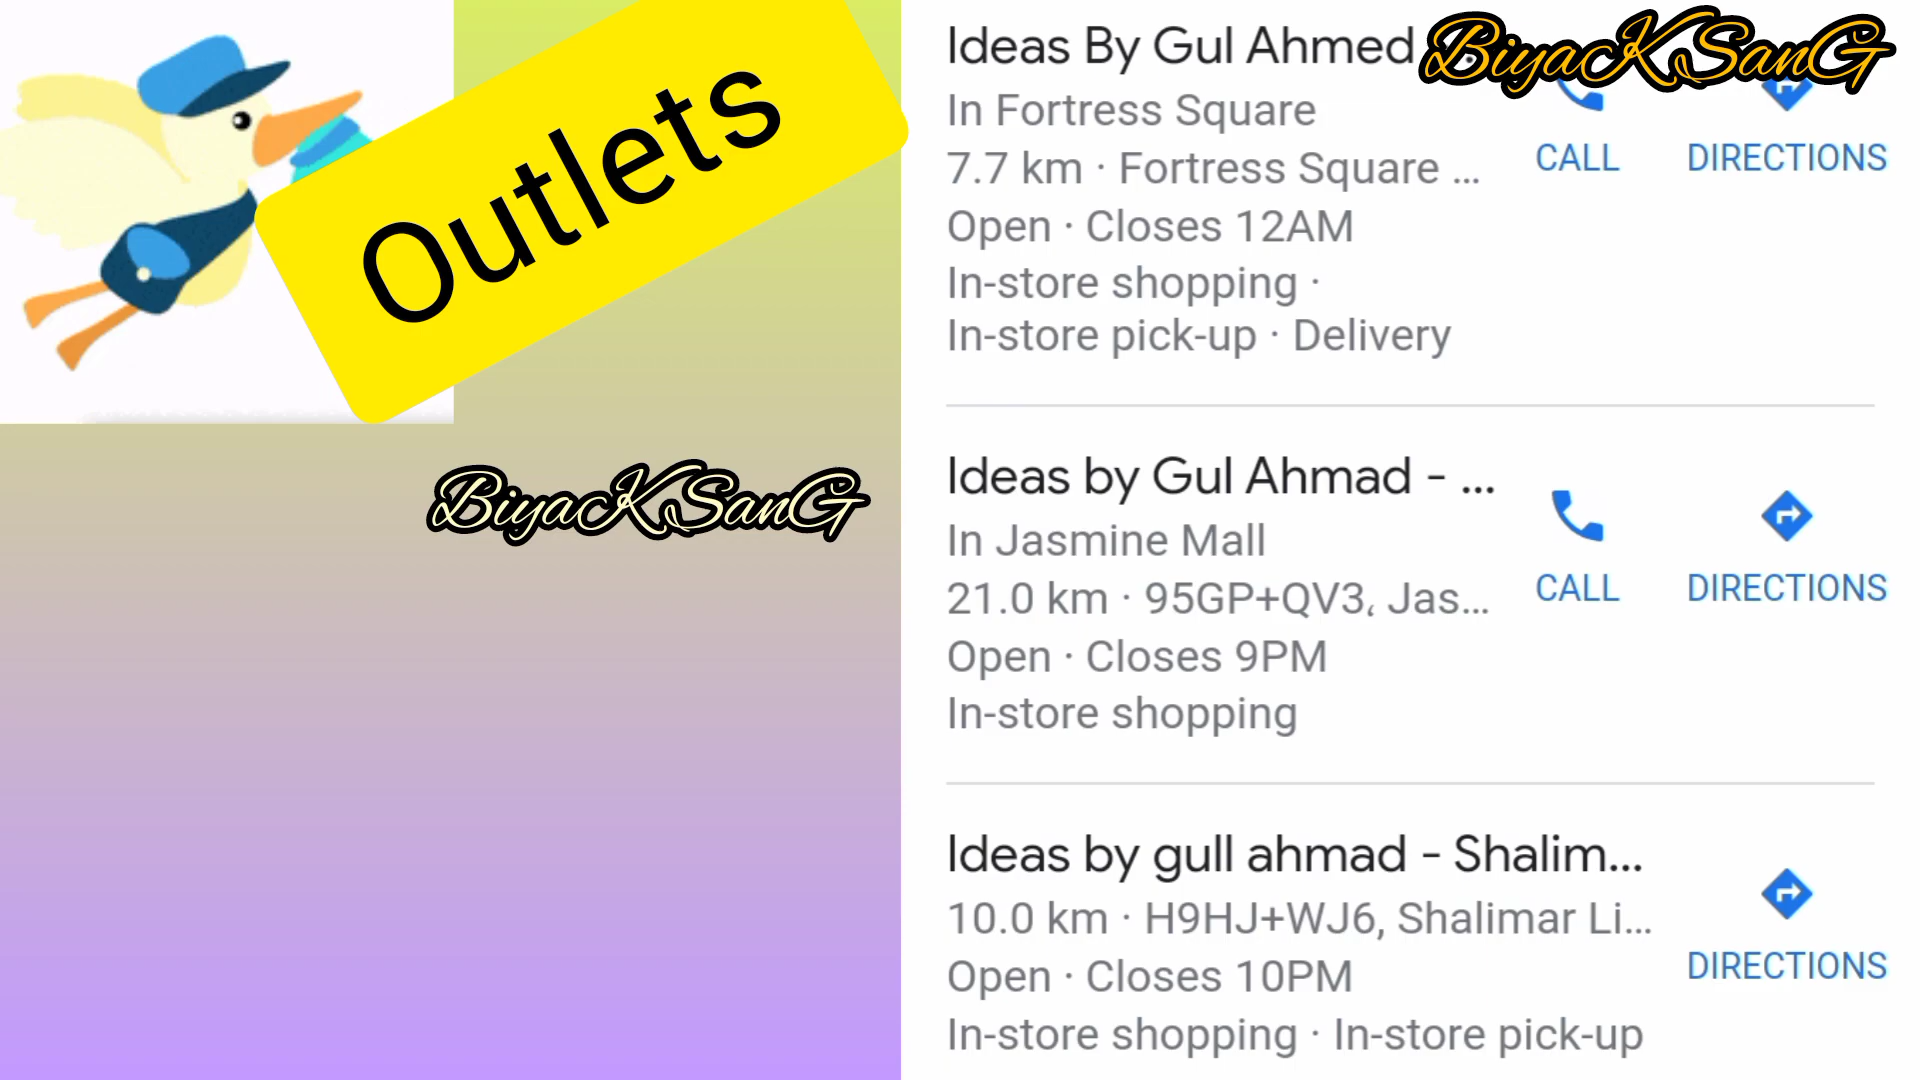 Outlets
BiyacKSanG
Ideas By Gul Ahmed
BiyacKSanG
In Fortress Square
7.7 km · Fortress Square ...
Open · Closes 12AM
In-store shopping ·
In-store pick-up · Delivery
CALL
DIRECTIONS
Ideas by Gul Ahmad - ...
In Jasmine Mall
21.0 km · 95GP+QV3، Jas...
Open · Closes 9PM
In-store shopping
CALL
DIRECTIONS
Ideas by gull ahmad - Shalim...
10.0 km · H9HJ+WJ6, Shalimar Li...
Open · Closes 10PM
In-store shopping · In-store pick-up
DIRECTIONS